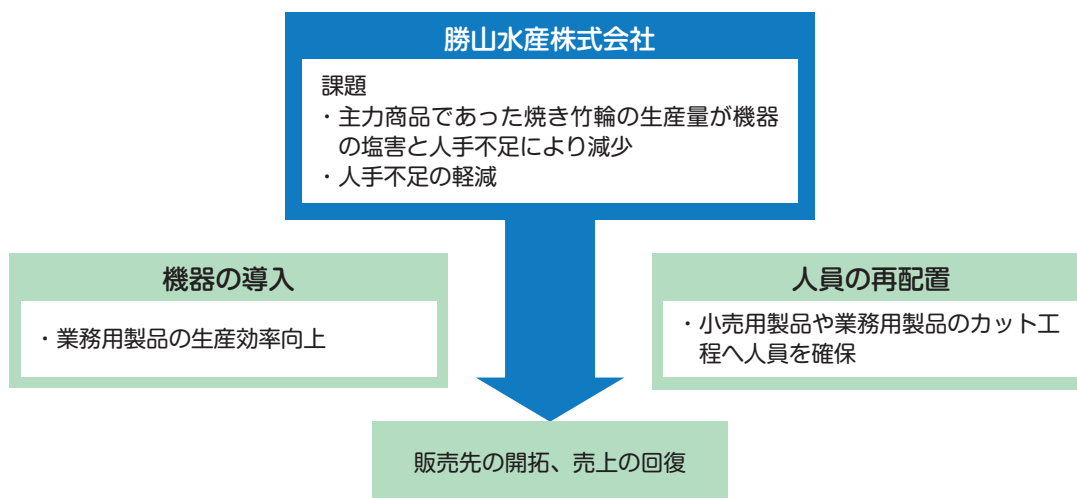 勝山水産株式会社
課題
・主力商品であった焼き竹輪の生産量が機器
の塩害と人手不足により減少
・人手不足の軽減
機器の導入
・業務用製品の生産効率向上
人員の再配置
・小売用製品や業務用製品のカット工
程へ人員を確保
販売先の開拓、売上の回復